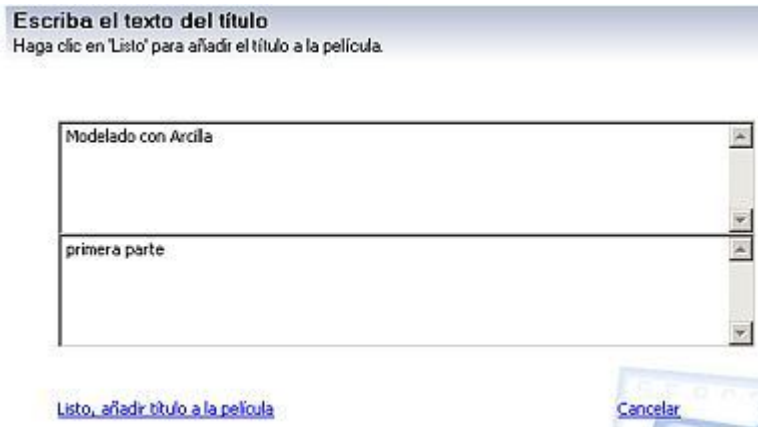 Escriba el texto del título
Haga clic en 'Listo' para añadir el título a la película.
Modelado con Arcilla
primera parte
Listo, añadir título a la película
Cancelar